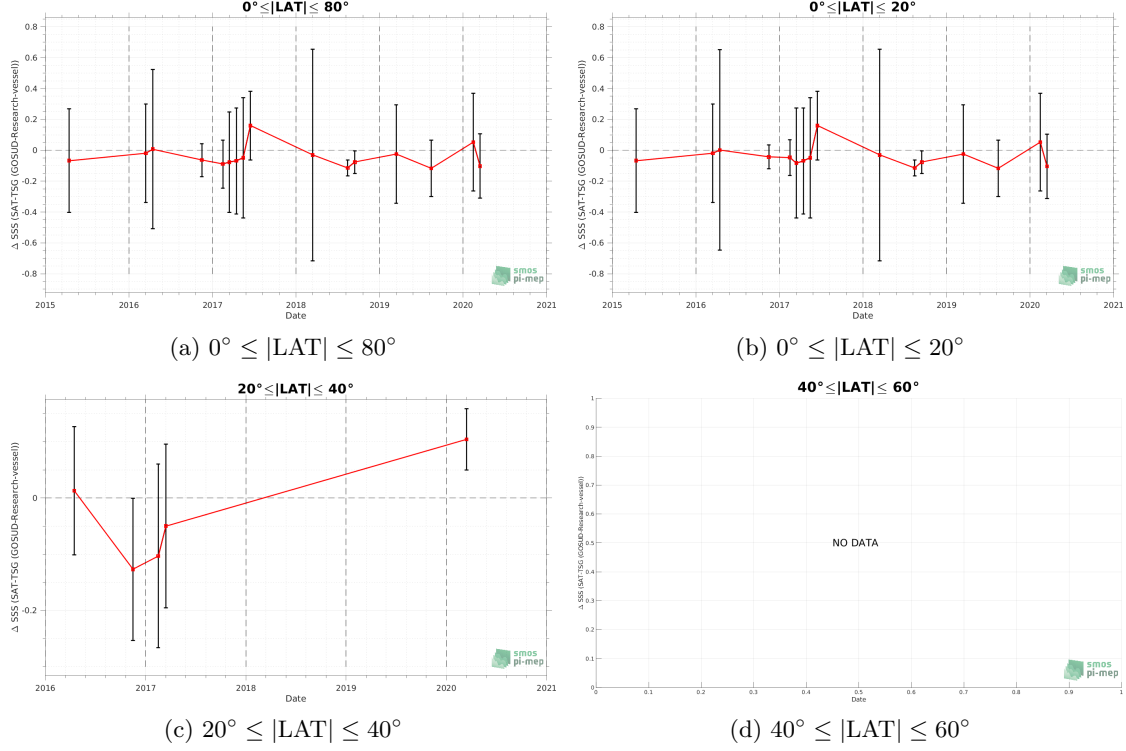 0°≤|LAT|≤ 80°
Δ SSS (SAT-TSG (GOSUD-Research-vessel))
0.8
0.6
0.4
0.2
0
-0.2
-0.4
-0.6
-0.8
smos
pi-mep
2015 2016 2017 2018 2019 2020 2021
Date
(a) 0° ≤ |LAT| ≤ 80°
0°≤|LAT|≤ 20°
Δ SSS (SAT-TSG (GOSUD-Research-vessel))
0.8
0.6
0.4
0.2
0
-0.2
-0.4
-0.6
-0.8
smos
pi-mep
2015 2016 2017 2018 2019 2020 2021
Date
(b) 0° ≤ |LAT| ≤ 20°
20°≤|LAT|≤ 40°
Δ SSS (SAT-TSG (GOSUD-Research-vessel))
0
-0.2
smos
pi-mep
2016 2017 2018 2019 2020 2021
Date
(c) 20° ≤ |LAT| ≤ 40°
40°≤|LAT|≤ 60°
Δ SSS (SAT-TSG (GOSUD-Research-vessel))
1
0.9
0.8
0.7
0.6
0.5
0.4
0.3
0.2
0.1
0
NO DATA
smos
pi-mep
0 0.1 0.2 0.3 0.4 0.5 0.6 0.7 0.8 0.9 1
Date
(d) 40° ≤ |LAT| ≤ 60°